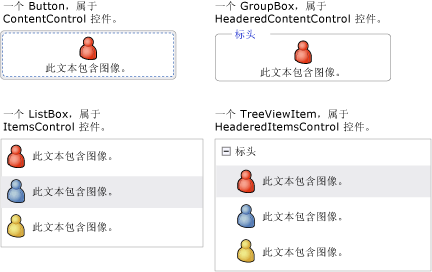 一个 Button，属于
ContentControl 控件。
此文本包含图像。
一个 GroupBox，属于
HeaderedContentControl 控件。
标头
此文本包含图像。
一个 ListBox，属于
ItemsControl 控件。
此文本包含图像。
此文本包含图像。
此文本包含图像。
一个 TreeViewItem，属于
HeaderedItemsControl 控件。
标头
此文本包含图像。
此文本包含图像。
此文本包含图像。